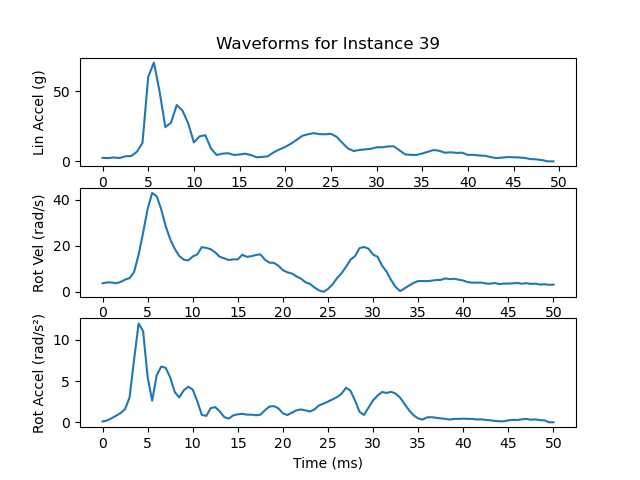 Waveforms for Instance 39
Lin Accel (g)
50
0
0 5 10 15 20 25 30 35 40 45 50
Rot Vel (rad/s)
40
20
0
0 5 10 15 20 25 30 35 40 45 50
Rot Accel (rad/s²)
10
5
0
0 5 10 15 20 25 30 35 40 45 50
Time (ms)